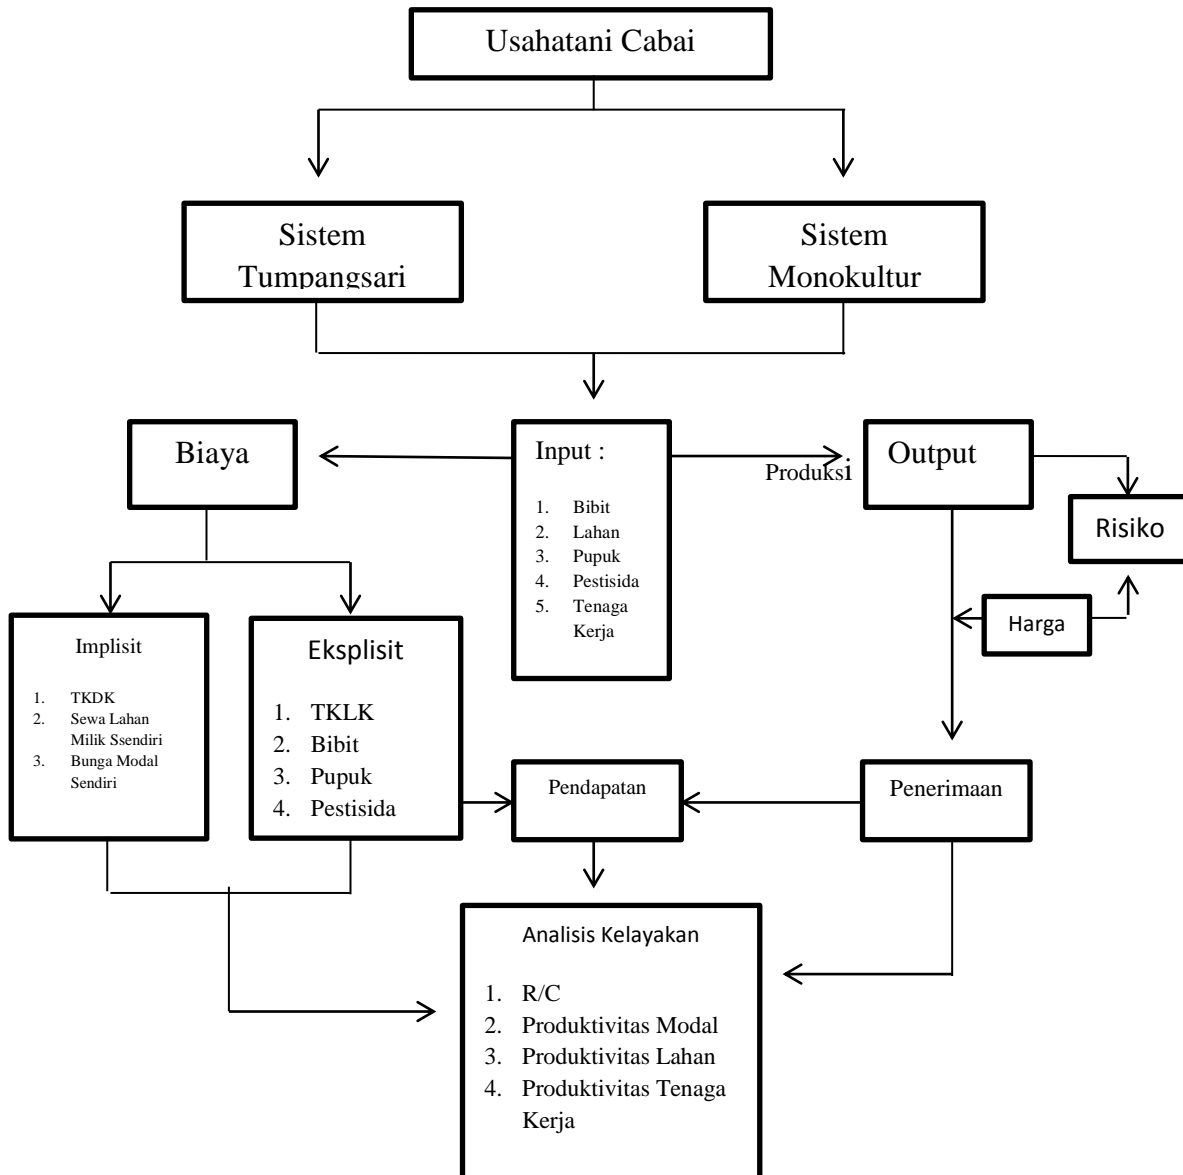 Usahatani Cabai
Sistem
Tumpangsari
Sistem
Monokultur
Biaya
Input :
1. Bibit
2. Lahan
3. Pupuk
4. Pestisida
5. Tenaga
Kerja
Produksi
Output
Risiko
Harga
Implisit
1. TKDK
2. Sewa Lahan
Milik Ssendiri
3. Bunga Modal
Sendiri
Eksplisit
1. TKLK
2. Bibit
3. Pupuk
4. Pestisida
Pendapatan
Penerimaan
Analisis Kelayakan
1. R/C
2. Produktivitas Modal
3. Produktivitas Lahan
4. Produktivitas Tenaga
Kerja